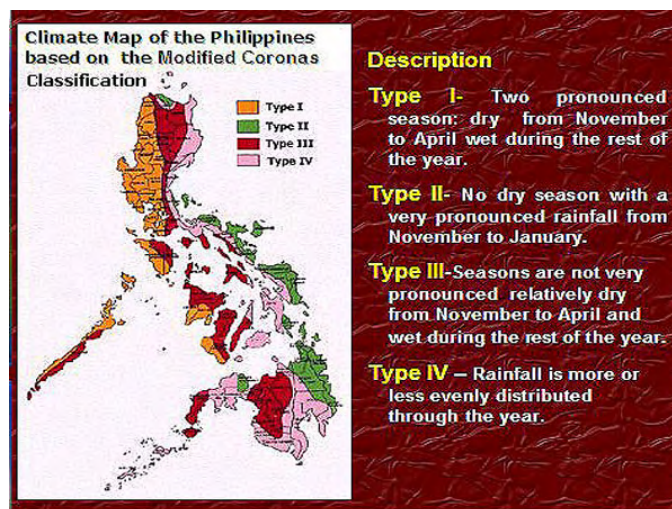 Climate Map of the Philippines
based on the Modified Coronas
Classification
Type I
Type II
Type III
Type IV
Description
Type I- Two pronounced
season: dry from November
to April wet during the rest of
the year.
Type II- No dry season with a
very pronounced rainfall from
November to January.
Type III-Seasons are not very
pronounced relatively dry
from November to April and
wet during the rest of the year.
Type IV – Rainfall is more or
less evenly distributed
through the year.